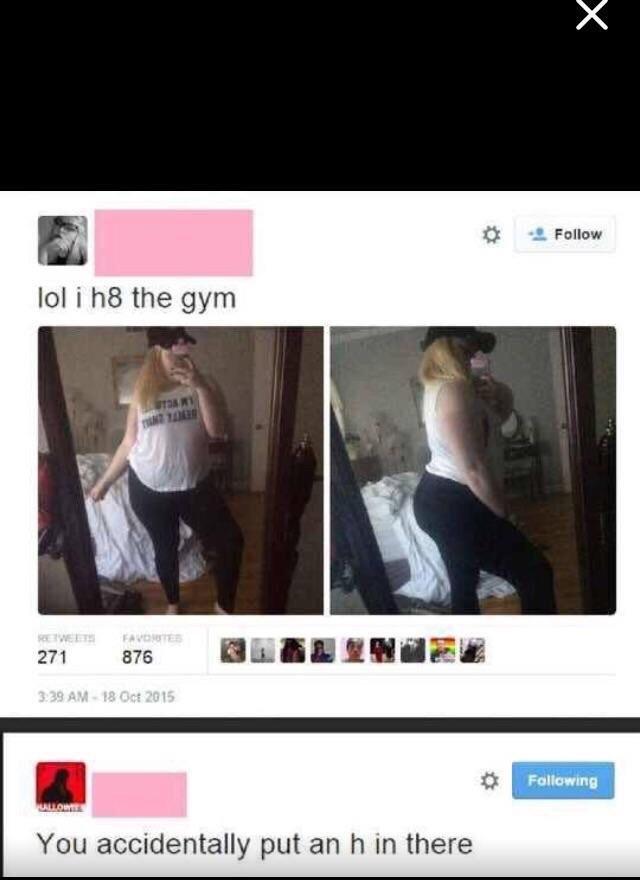 Follow
lol i h8 the gym
RETWEETS FAVORITES
271 876
3:39 AM - 18 Oct 2015
Following
You accidentally put an h in there